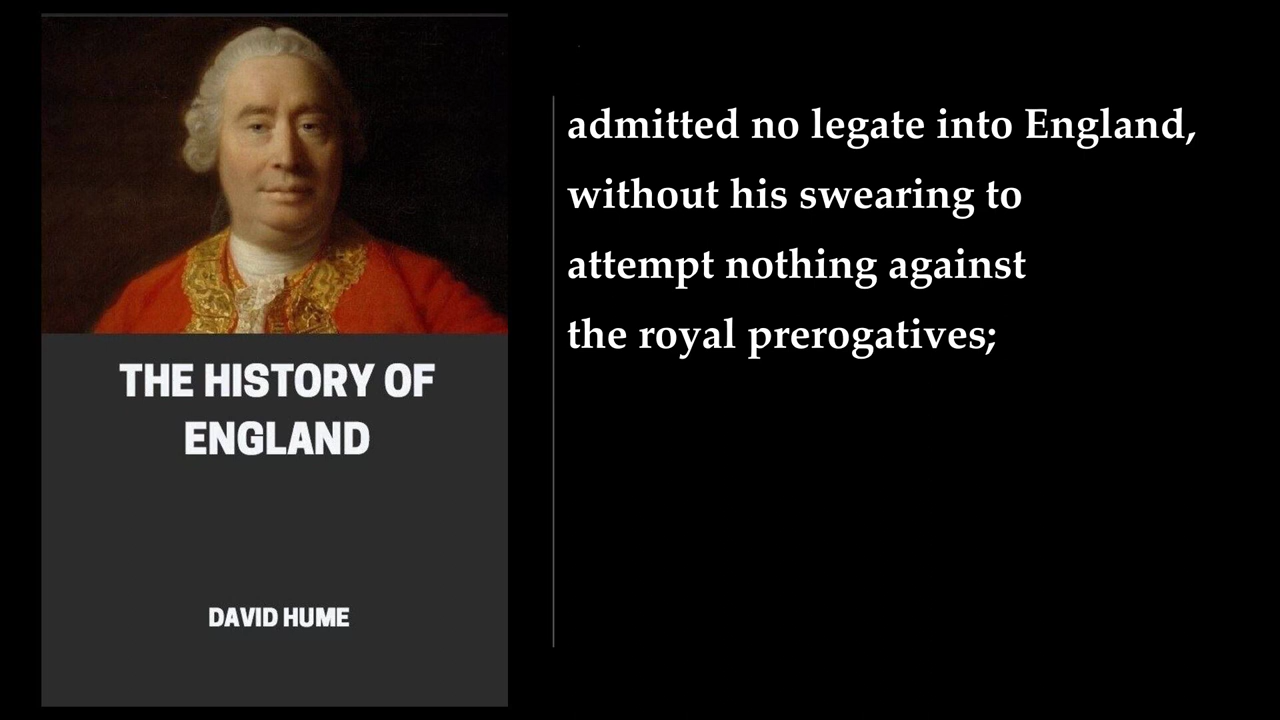 THE HISTORY OF
ENGLAND
DAVID HUME
admitted no legate into England,
without his swearing to
attempt nothing against
the royal prerogatives;